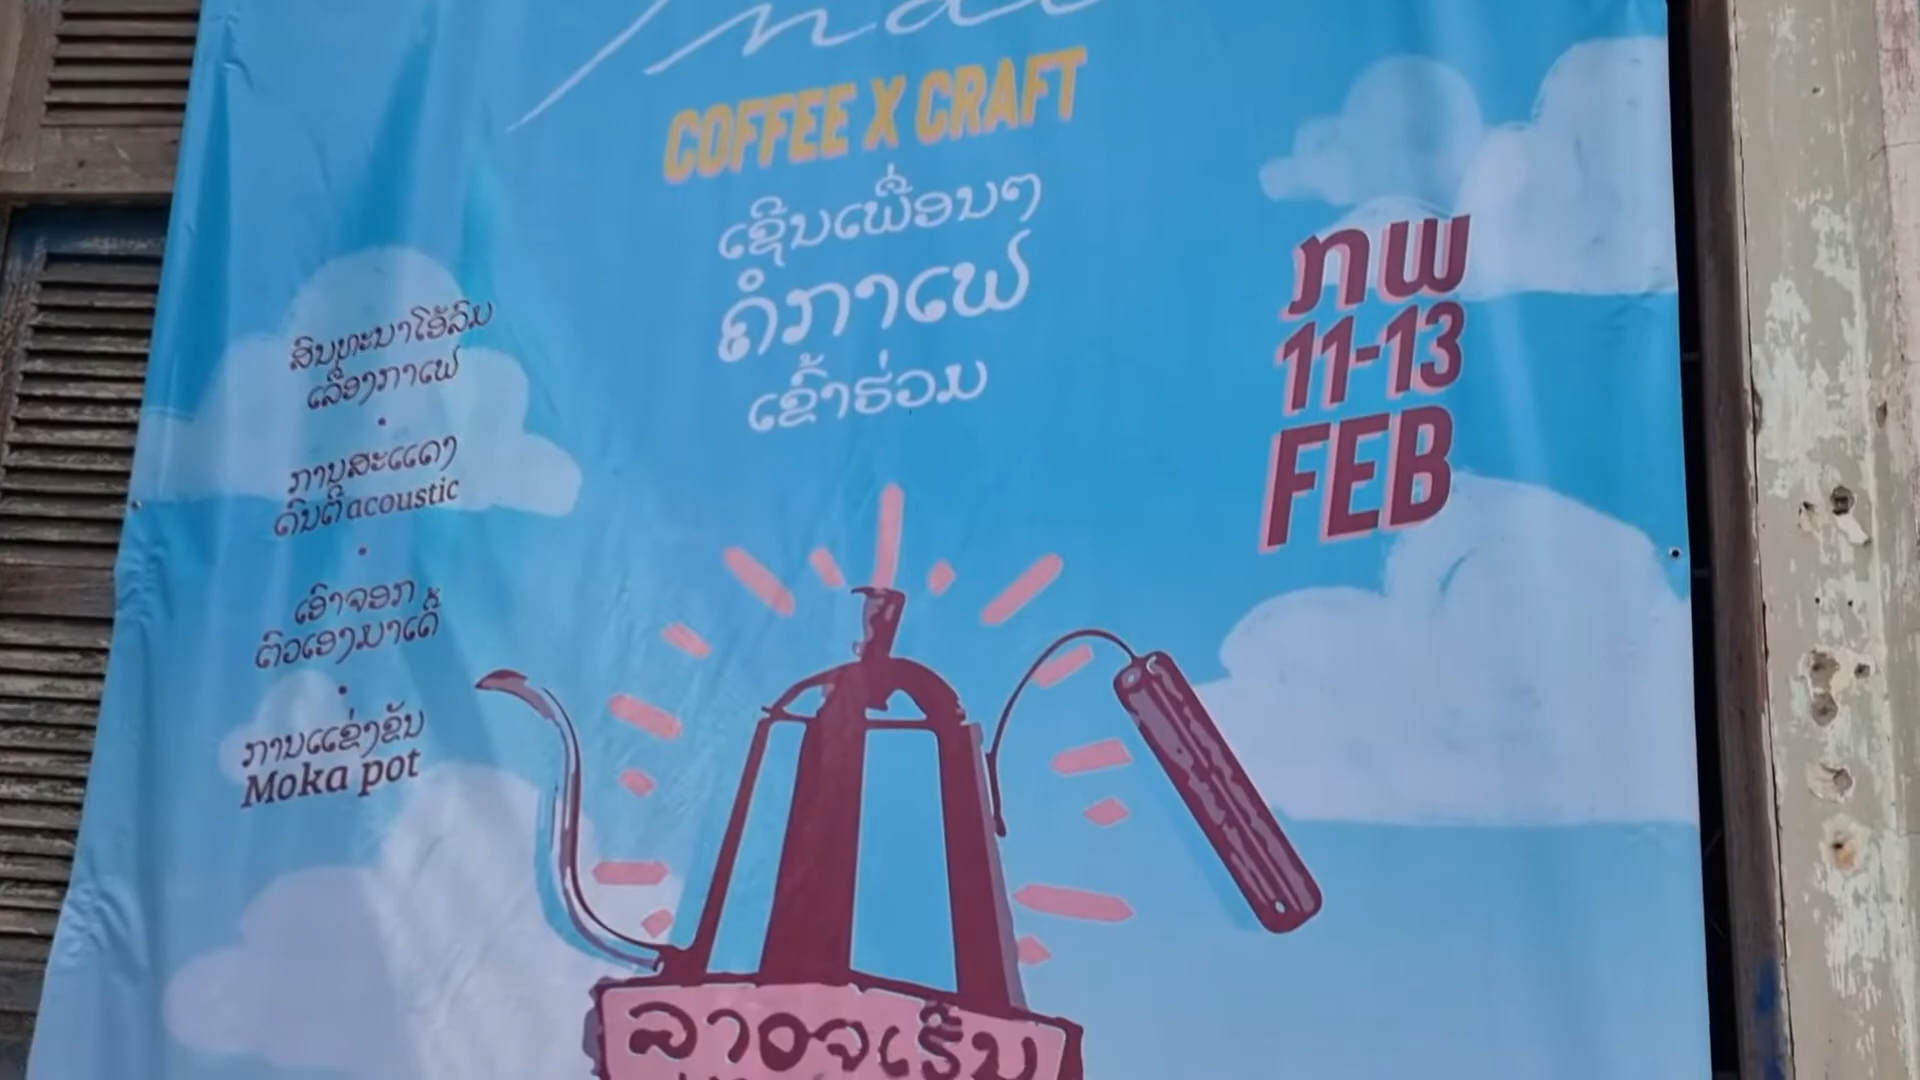 COFFEE X CRAFT
ເຊີນເພື່ອນໆ
ຄໍກາເຟ
ເຂົ້າຮ່ວມ
ກພ
11-13
FEB
ສົນທະນາໂອ້ລົມ
ເລື່ອງກາເຟ
ການສະແດງ
ດົນຕີ acoustic
ເອົາຈອກ
ຕົວເອງມາເດີ້
ການແຂ່ງຂັນ
Moka pot